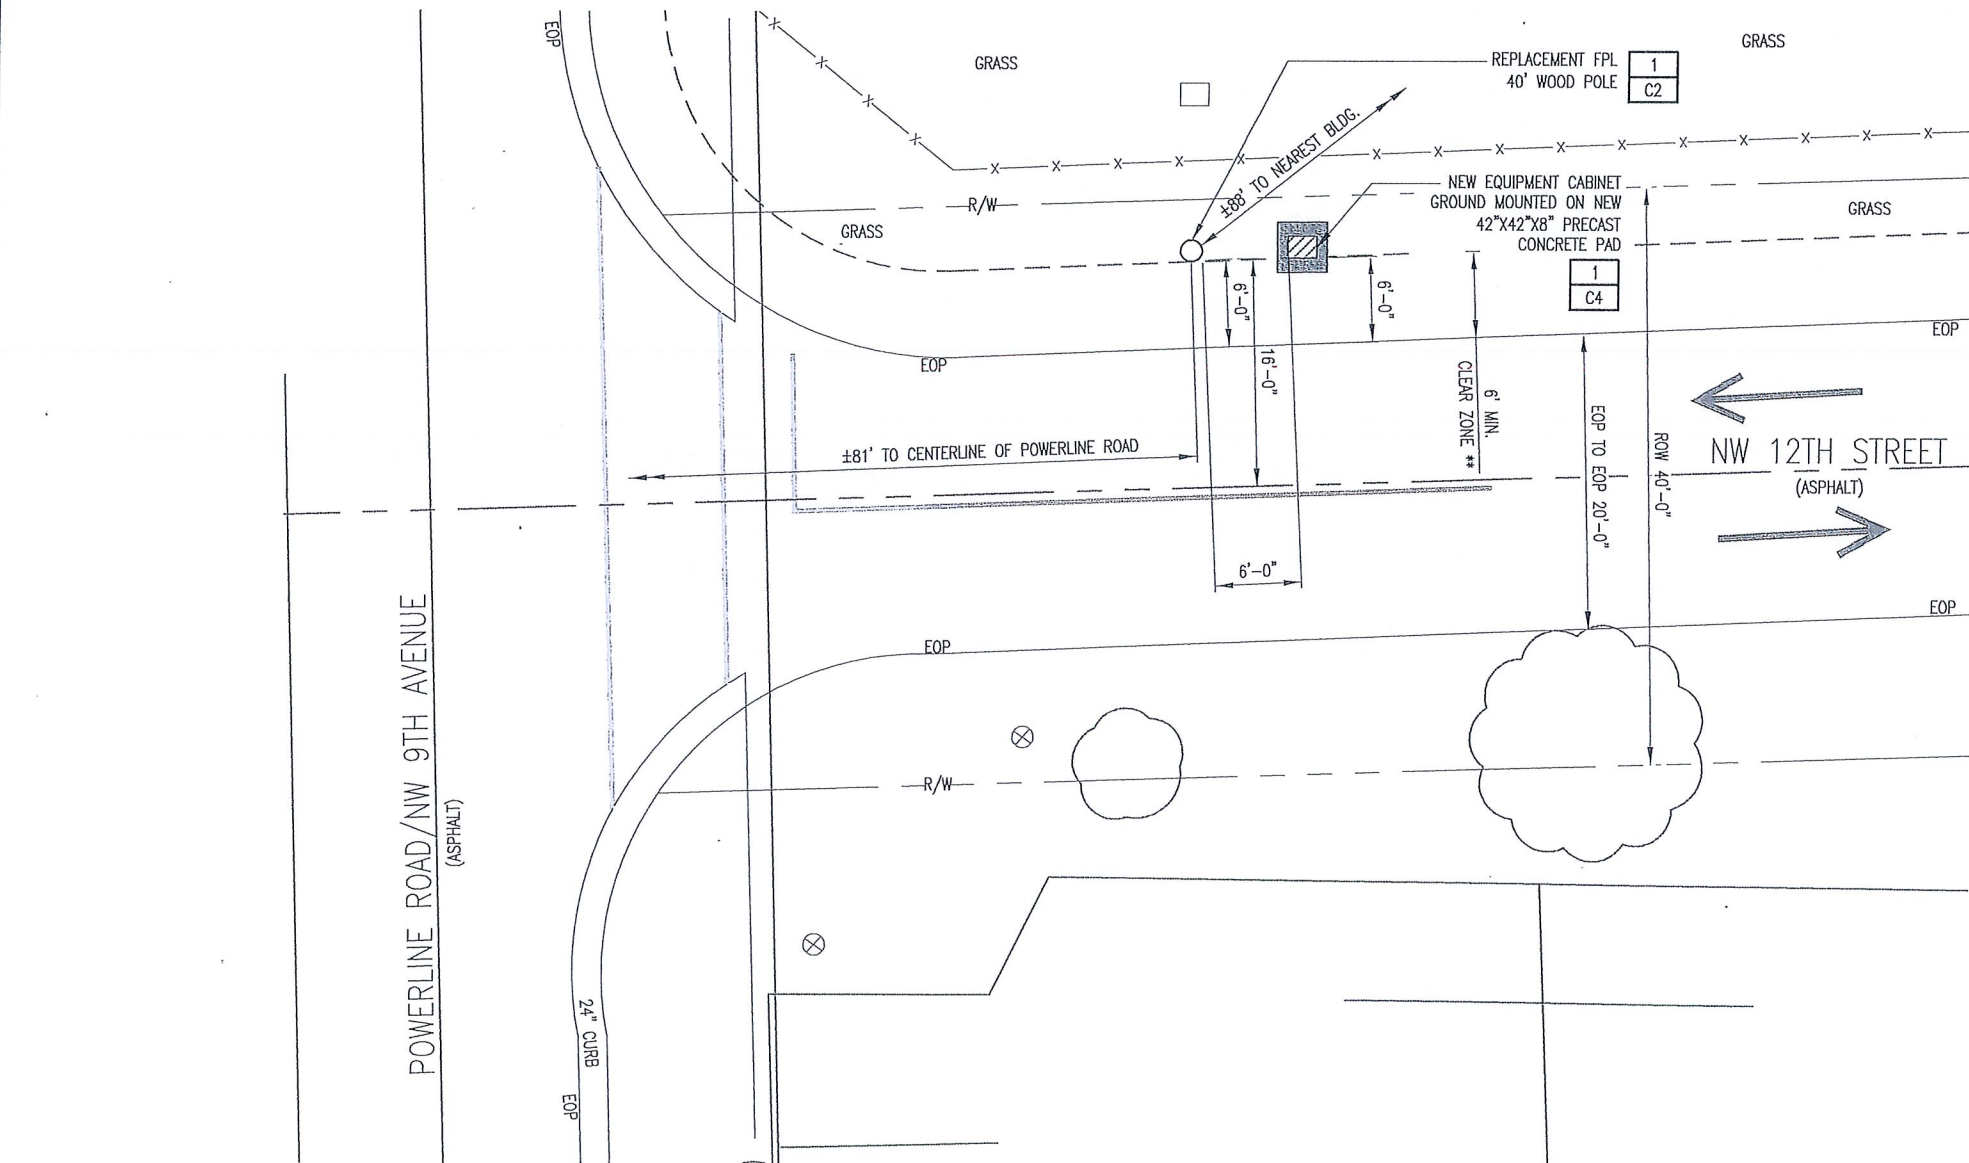 EOP
GRASS
GRASS
REPLACEMENT FPL
40' WOOD POLE
1
C2
±88' TO NEAREST BLDG.
R/W
NEW EQUIPMENT CABINET
GROUND MOUNTED ON NEW
42"X42"X8" PRECAST
CONCRETE PAD
1
C4
GRASS
GRASS
6'-0"
16'-0"
6'-0"
6' MIN.
CLEAR ZONE **
EOP
EOP
EOP TO EOP 20'-0"
ROW 40'-0"
±81' TO CENTERLINE OF POWERLINE ROAD
NW 12TH STREET
(ASPHALT)
6'-0"
EOP
EOP
R/W
POWERLINE ROAD/NW 9TH AVENUE
(ASPHALT)
24" CURB
EOP